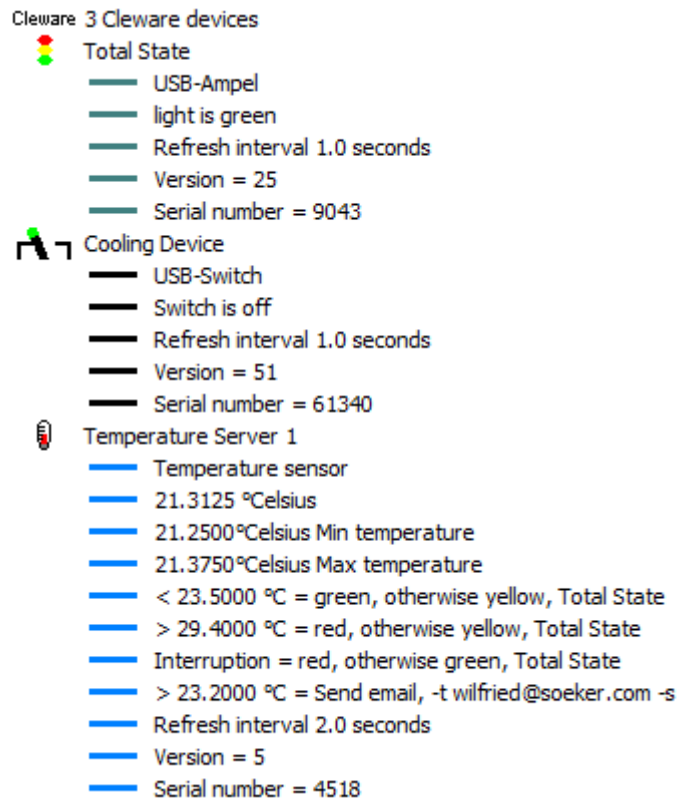 Cleware 3 Cleware devices
Total State
USB-Ampel
light is green
Refresh interval 1.0 seconds
Version = 25
Serial number = 9043
Cooling Device
USB-Switch
Switch is off
Refresh interval 1.0 seconds
Version = 51
Serial number = 61340
Temperature Server 1
Temperature sensor
21.3125 °Celsius
21.2500°Celsius Min temperature
21.3750°Celsius Max temperature
< 23.5000 °C = green, otherwise yellow, Total State
> 29.4000 °C = red, otherwise yellow, Total State
Interruption = red, otherwise green, Total State
> 23.2000 °C = Send email, -t wilfried@soeker.com -s
Refresh interval 2.0 seconds
Version = 5
Serial number = 4518